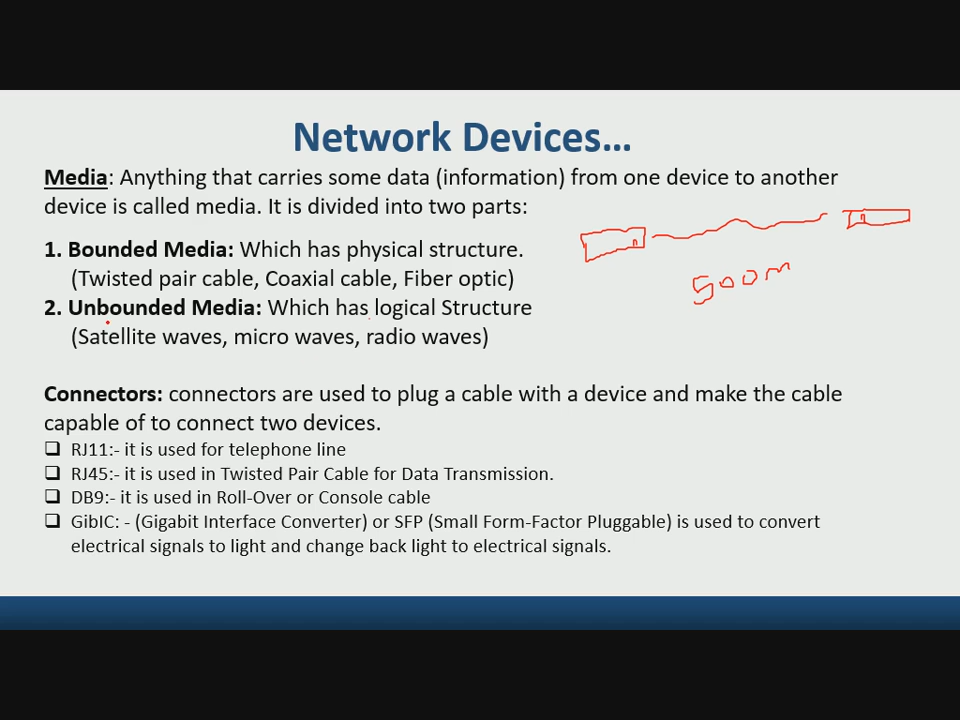 Network Devices...
Media: Anything that carries some data (information) from one device to another
device is called media. It is divided into two parts:
1. Bounded Media: Which has physical structure.
(Twisted pair cable, Coaxial cable, Fiber optic)
500m
2. Unbounded Media: Which has logical Structure
(Satellite waves, micro waves, radio waves)
Connectors: connectors are used to plug a cable with a device and make the cable
capable of to connect two devices.
❑ RJ11:- it is used for telephone line
❑ RJ45:- it is used in Twisted Pair Cable for Data Transmission.
❑ DB9:- it is used in Roll-Over or Console cable
❑ GibIC: - (Gigabit Interface Converter) or SFP (Small Form-Factor Pluggable) is used to convert
electrical signals to light and change back light to electrical signals.